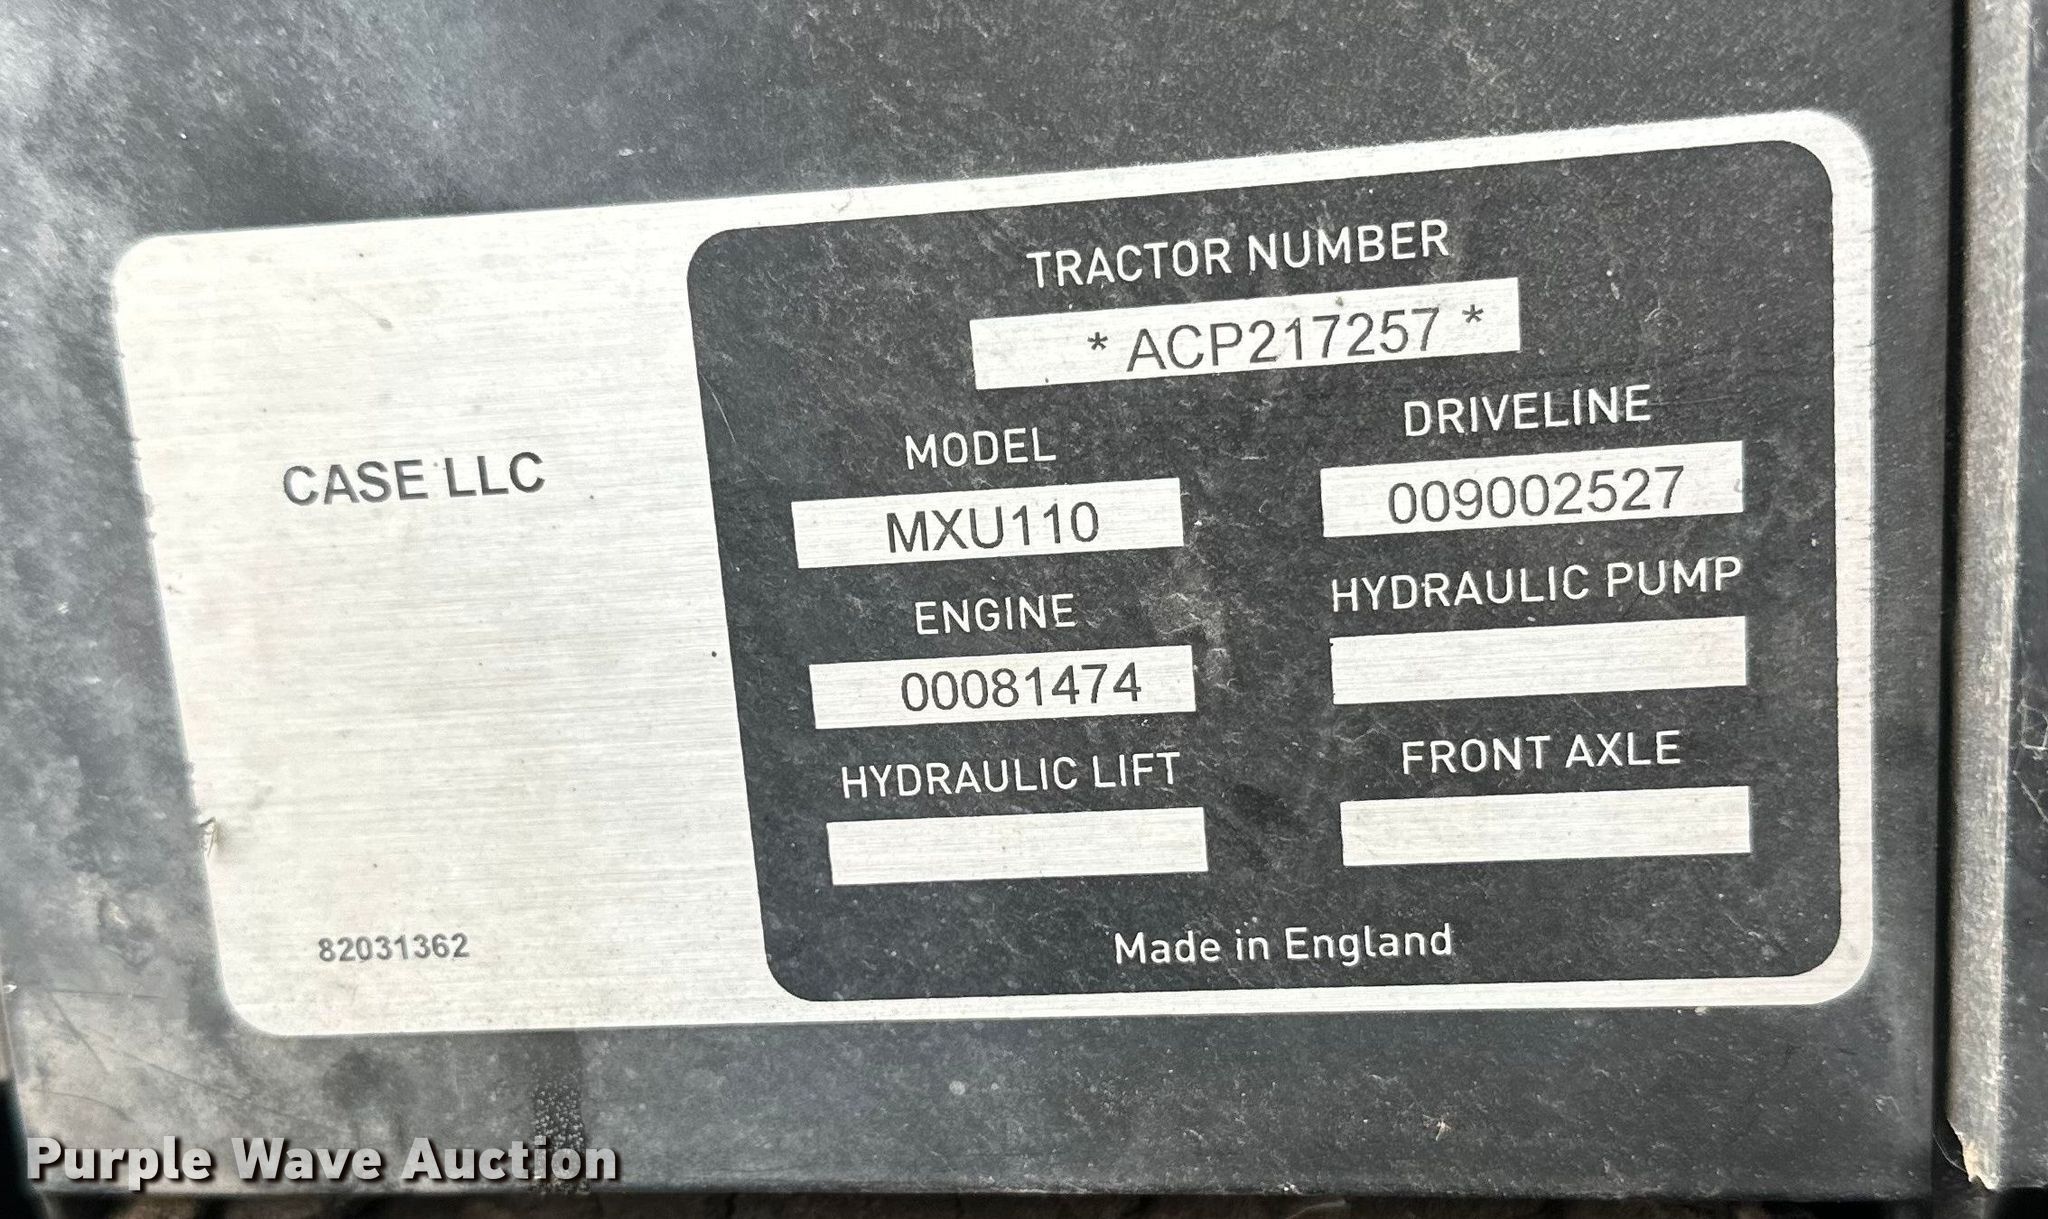 CASE LLC
82031362
TRACTOR NUMBER
* ACP217257 *
MODEL
MXU110
DRIVELINE
009002527
ENGINE
00081474
HYDRAULIC PUMP
HYDRAULIC LIFT
FRONT AXLE
Made in England
Purple Wave Auction